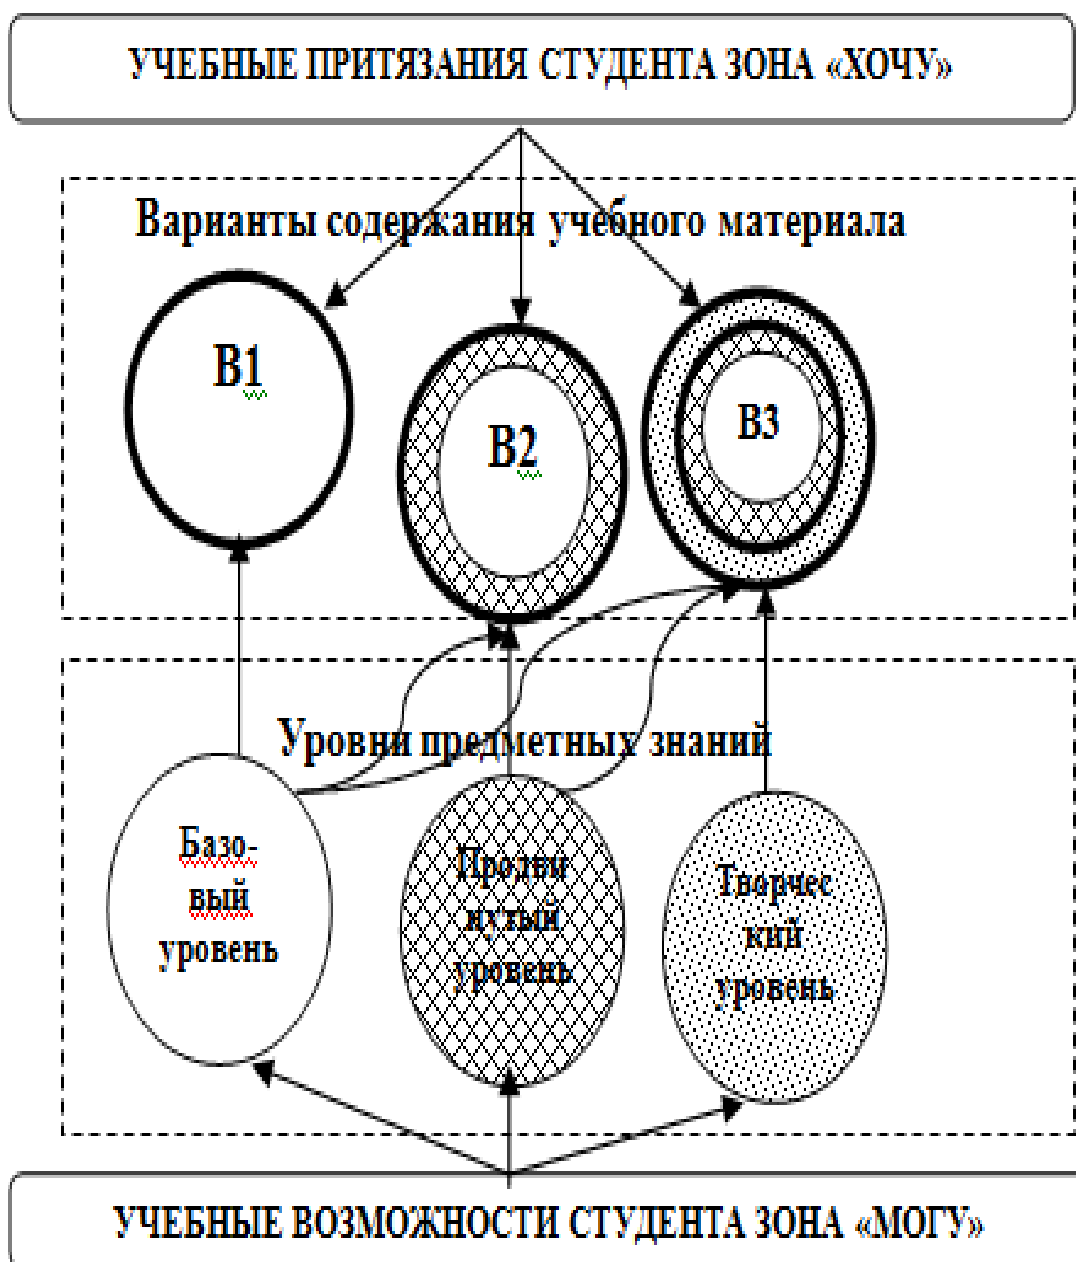 УЧЕБНЫЕ ПРИТЯЗАНИЯ СТУДЕНТА ЗОНА «ХОЧУ»
Варианты содержания учебного материала
В1
В2
В3
Уровни предметных знаний
Базо-
вый
уровень
Продви
нутый
уровень
Творчес
кий
уровень
УЧЕБНЫЕ ВОЗМОЖНОСТИ СТУДЕНТА ЗОНА «МОГУ»